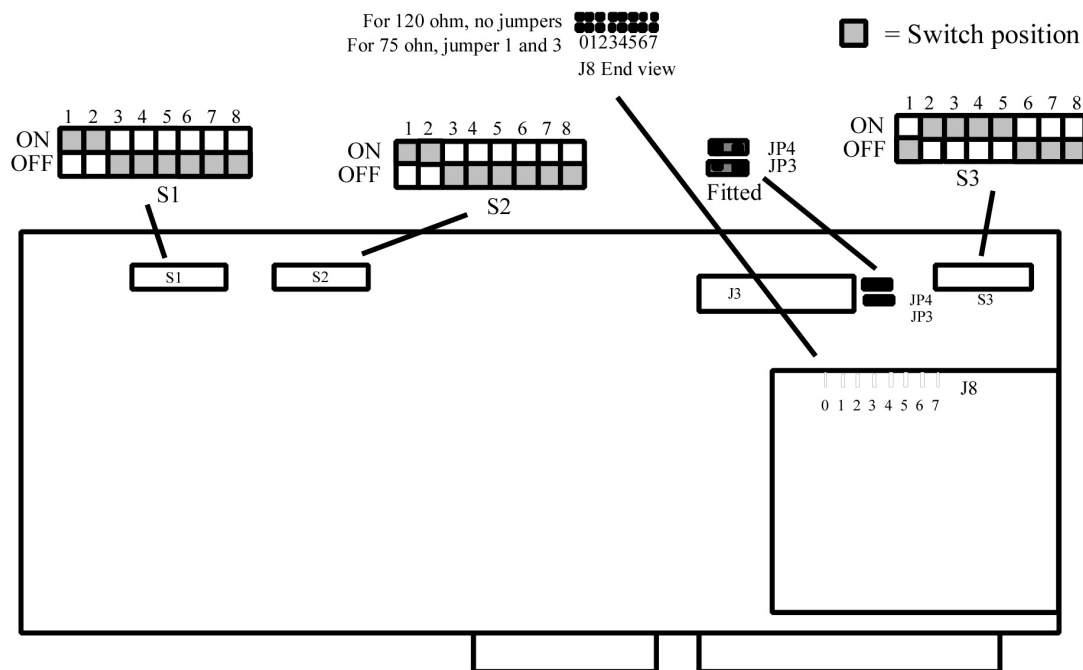 For 120 ohm, no jumpers
For 75 ohn, jumper 1 and 3
01234567
J8 End view
= Switch position
1 2 3 4 5 6 7 8
ON
OFF
S1
1 2 3 4 5 6 7 8
ON
OFF
S2
JP4
JP3
Fitted
1 2 3 4 5 6 7 8
ON
OFF
S3
S1
S2
J3
JP4
JP3
S3
J8
0 1 2 3 4 5 6 7